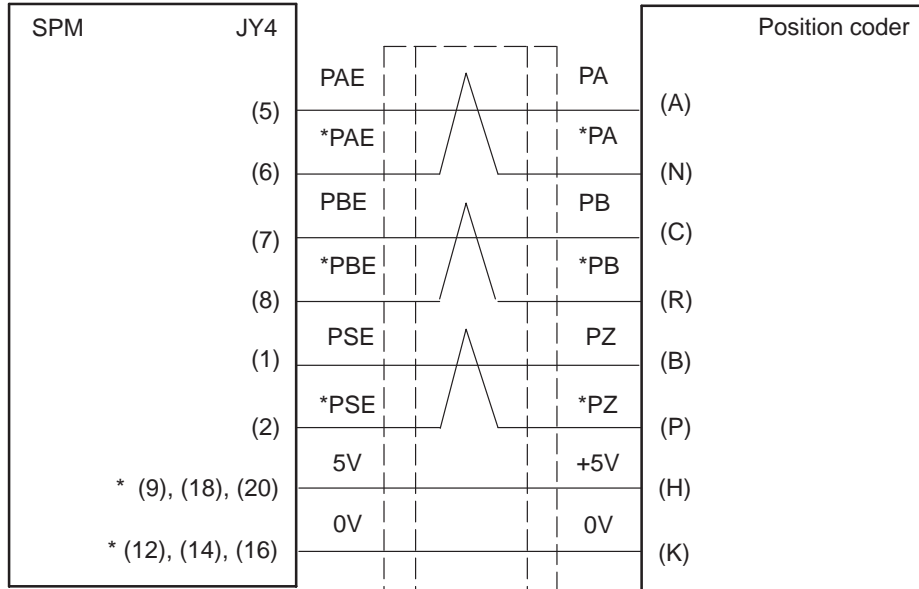 SPM JY4 Position coder
PAE PA
(5) (A)
*PAE *PA
(6) (N)
PBE PB
(7) (C)
*PBE *PB
(8) (R)
PSE PZ
(1) (B)
*PSE *PZ
(2) (P)
5V +5V
* (9), (18), (20) (H)
0V 0V
* (12), (14), (16) (K)